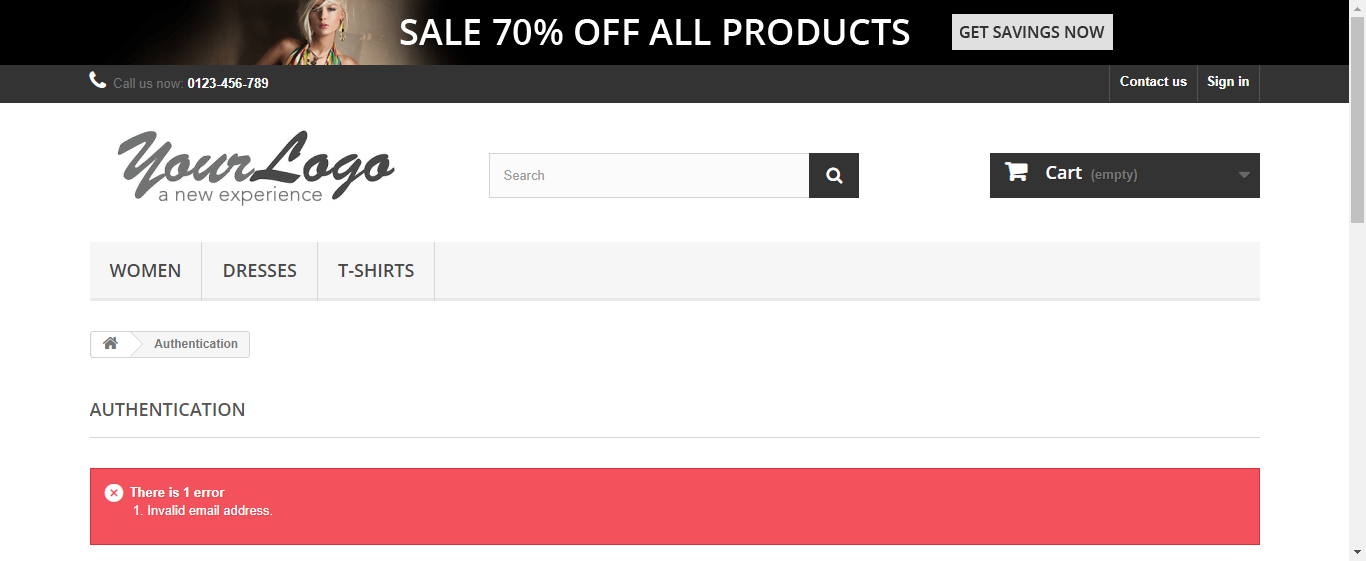 SALE 70% OFF ALL PRODUCTS GET SAVINGS NOW
Call us now: 0123-456-789 Contact us Sign in
YourLogo
a new experience
Search
Cart (empty)
WOMEN DRESSES T-SHIRTS
Authentication
AUTHENTICATION
There is 1 error
1. Invalid email address.